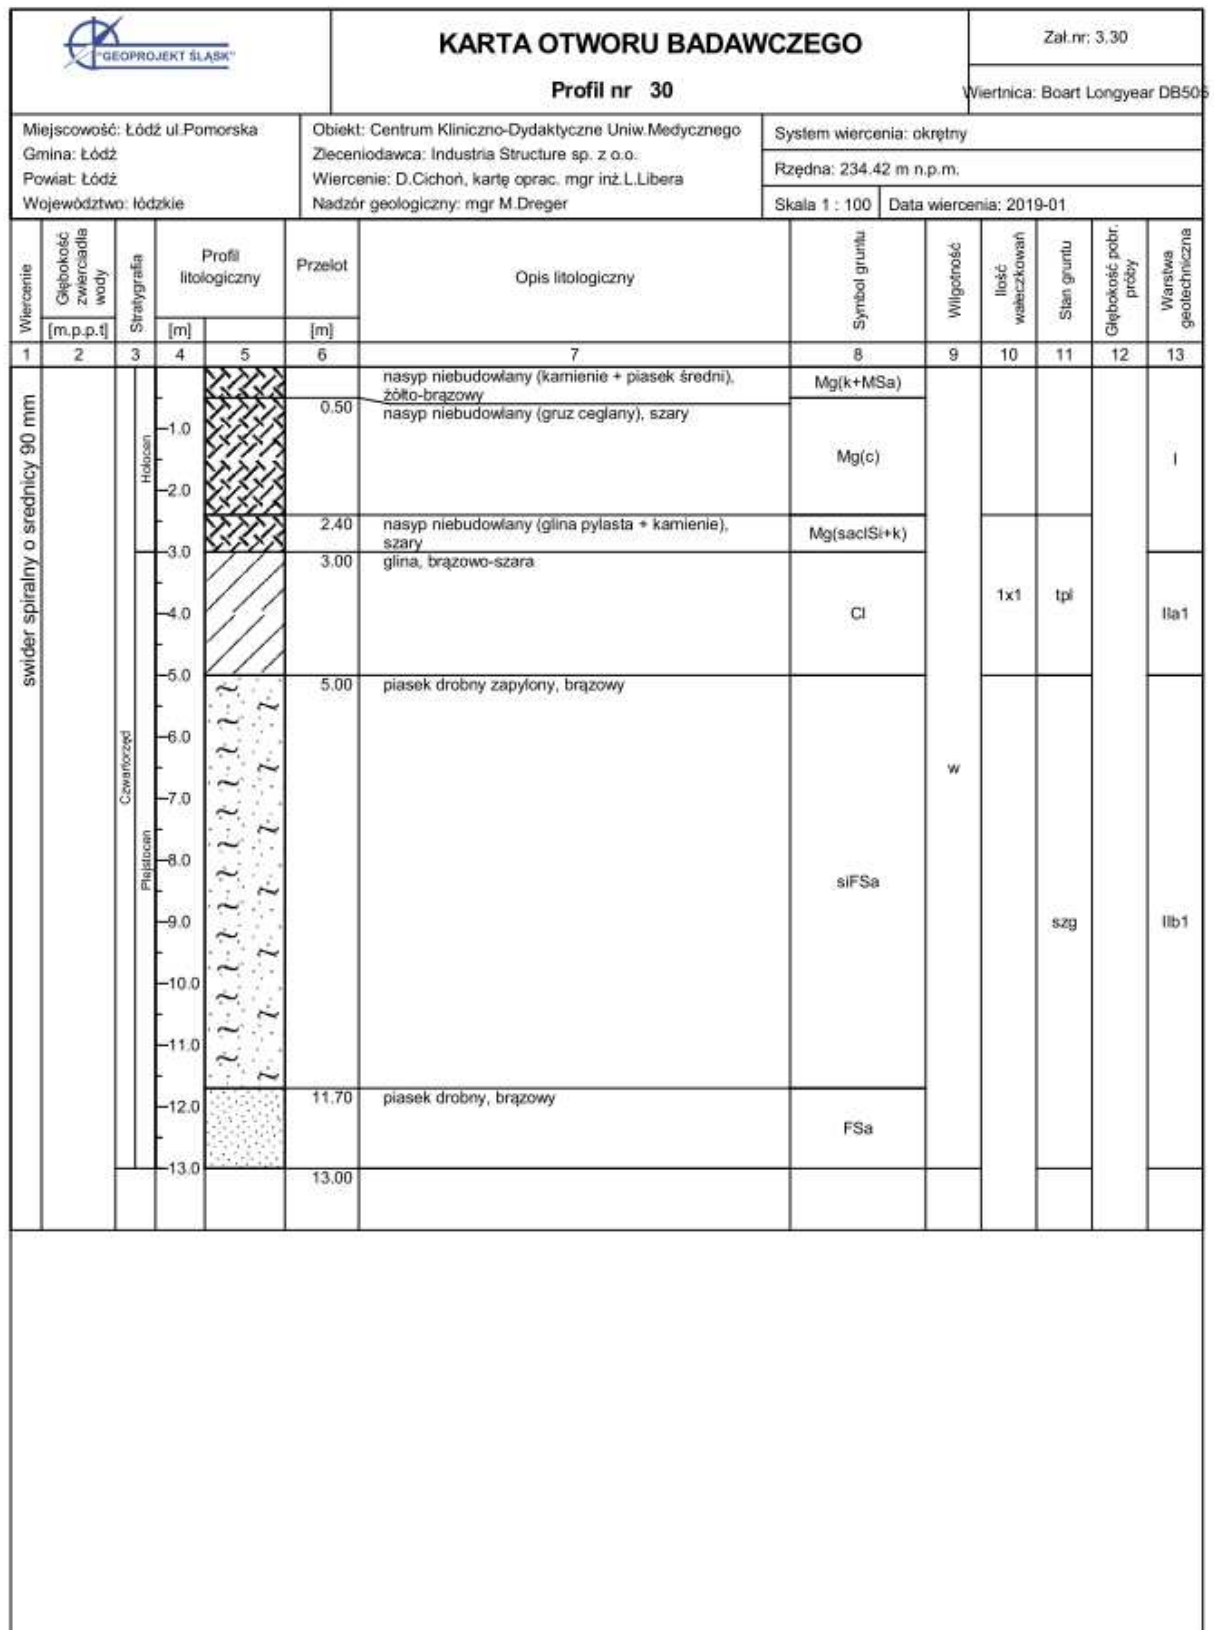 "GEOPROJEKT ŚLĄSK"
KARTA OTWORU BADAWCZEGO
Profil nr 30
Zał.nr: 3.30
Wiertnica: Boart Longyear DB505
Miejscowość: Łódź ul.Pomorska
Gmina: Łódź
Powiat: Łódź
Województwo: łódzkie
Obiekt: Centrum Kliniczno-Dydaktyczne Uniw.Medycznego
Zleceniodawca: Industria Structure sp. z o.o.
Wiercenie: D.Cichoń, kartę oprac. mgr inż.L.Libera
Nadzór geologiczny: mgr M.Dreger
System wiercenia: okrętny
Rzędna: 234.42 m n.p.m.
Skala 1 : 100 Data wiercenia: 2019-01
Wiercenie
Głębokość
zwierciadła
wody
[m.p.p.t]
Stratygrafia
Profil
litologiczny
[m]
Przelot
[m]
Opis litologiczny
Symbol gruntu
Wilgotność
Ilość
wałeczkowań
Stan gruntu
Głębokość pobr.
próby
Warstwa
geotechniczna
1 2 3 4 5 6 7 8 9 10 11 12 13
swider spiralny o srednicy 90 mm
Czwartorzęd
Holocen
Plejstocen
1.0
2.0
3.0
4.0
5.0
6.0
7.0
8.0
9.0
10.0
11.0
12.0
13.0
nasyp niebudowlany (kamienie + piasek średni),
żółto-brązowy
Mg(k+MSa)
0.50 nasyp niebudowlany (gruz ceglany), szary
Mg(c)
I
2.40 nasyp niebudowlany (glina pylasta + kamienie),
szary
Mg(saclSi+k)
3.00 glina, brązowo-szara
Cl
1x1
tpl
IIa1
5.00 piasek drobny zapylony, brązowy
w
siFSa
szg
IIb1
11.70 piasek drobny, brązowy
FSa
13.00